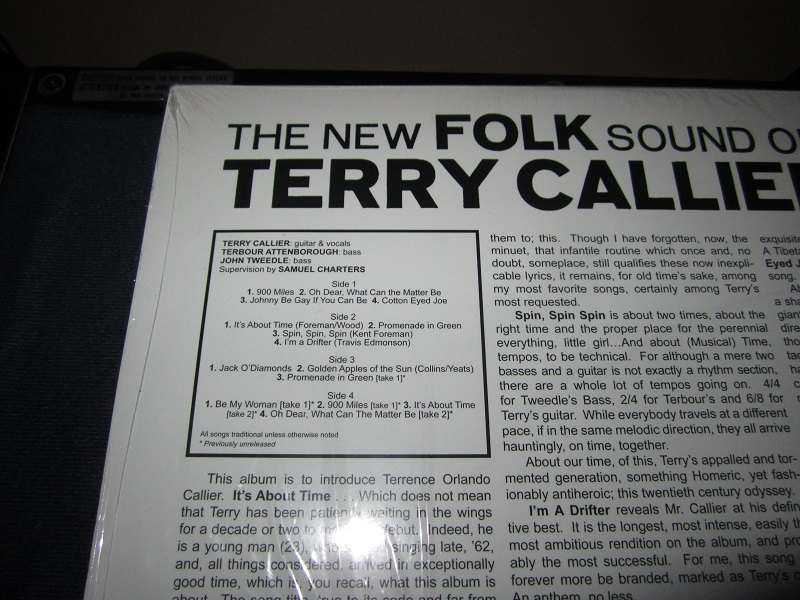 THE NEW FOLK SOUND O
TERRY CALLIE
TERRY CALLIER: guitar & vocals
TERBOUR ATTENBOROUGH: bass
JOHN TWEEDLE: bass
Supervision by SAMUEL CHARTERS
Side 1
1. 900 Miles 2. Oh Dear, What Can the Matter Be
3. Johnny Be Gay If You Can Be 4. Cotton Eyed Joe
Side 2
1. It's About Time (Foreman/Wood) 2. Promenade in Green
3. Spin, Spin, Spin (Kent Foreman)
4. I'm a Drifter (Travis Edmonson)
Side 3
1. Jack O'Diamonds 2. Golden Apples of the Sun (Collins/Yeats)
3. Promenade in Green [take 1]*
Side 4
1. Be My Woman [take 1]* 2. 900 Miles [take 1]* 3. It's About Time
[take 2]* 4. Oh Dear, What Can The Matter Be [take 2]*
All songs traditional unless otherwise noted
* Previously unreleased
This album is to introduce Terrence Orlando
Callier. It's About Time . . . Which does not mean
that Terry has been patiently waiting in the wings
for a decade or two to debut. Indeed, he
is a young man (23), singing late, '62,
and, all things considered, arrived in exceptionally
good time, which is, you recall, what this album is
about. The song title, true to its code and far from
them to; this. Though I have forgotten, now, the
minuet, that infantile routine which once and, no
doubt, someplace, still qualifies these now inexpli-
cable lyrics, it remains, for old time's sake, among
my most favorite songs, certainly among Terry's
most requested.
Spin, Spin Spin is about two times, about the
right time and the proper place for the perennial
everything, little girl...And about (Musical) Time,
tempos, to be technical. For although a mere two
basses and a guitar is not exactly a rhythm section,
there are a whole lot of tempos going on. 4/4
for Tweedle's Bass, 2/4 for Terbour's and 6/8 for
Terry's guitar. While everybody travels at a different
pace, if in the same melodic direction, they all arrive
hauntingly, on time, together.
About our time, of this, Terry's appalled and tor-
mented generation, something Homeric, yet fash-
ionably antiheroic; this twentieth century odyssey.
I'm A Drifter reveals Mr. Callier at his defin
tive best. It is the longest, most intense, easily th
most ambitious rendition on the album, and pro
ably the most successful. For me, this song
forever more be branded, marked as Terry's
An anthem, no less.
exquisite
A Tibeta
Eyed J
song.
a sha
giant
dire